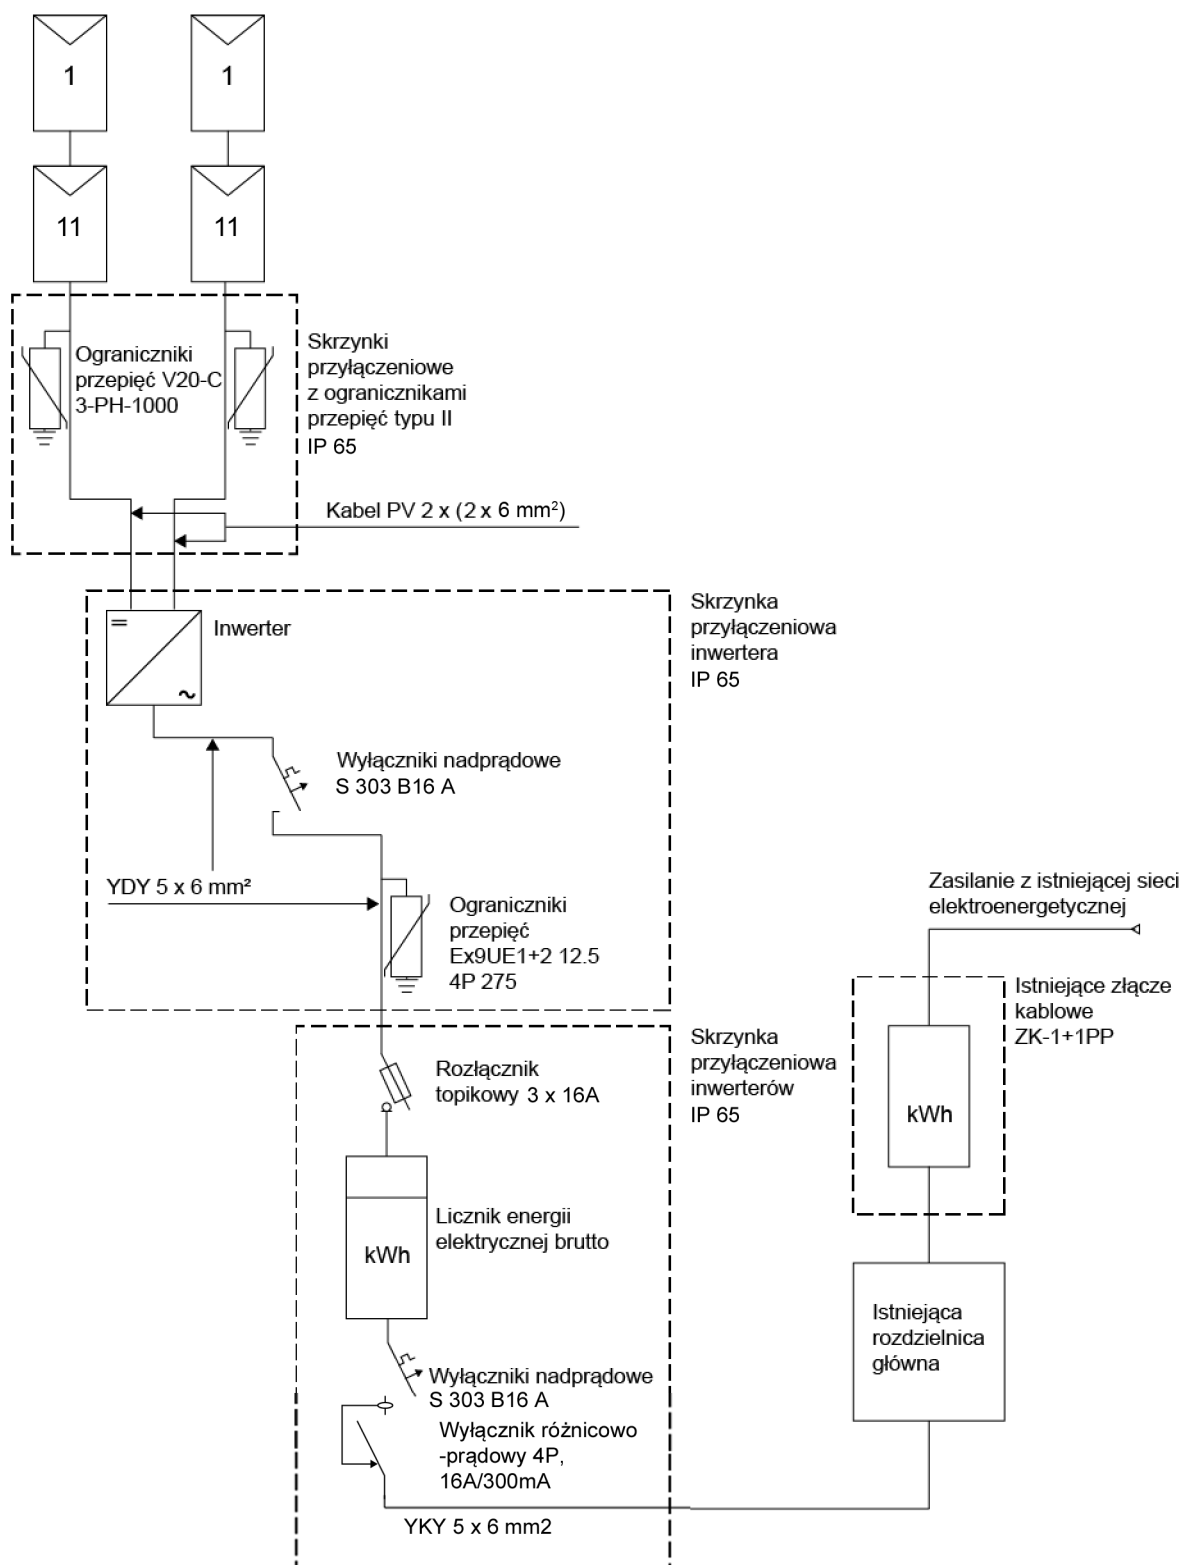 1
1
11
11
Ograniczniki
przepięć V20-C
3-PH-1000
Skrzynki
przyłączeniowe
z ogranicznikami
przepięć typu II
IP 65
Kabel PV 2 x (2 x 6 mm²)
Inwerter
Skrzynka
przyłączeniowa
inwertera
IP 65
Wyłączniki nadprądowe
S 303 B16 A
YDY 5 x 6 mm²
Ograniczniki
przepięć
Ex9UE1+2 12.5
4P 275
Zasilanie z istniejącej sieci
elektroenergetycznej
Istniejące złącze
kablowe
ZK-1+1PP
kWh
Skrzynka
przyłączeniowa
inwerterów
IP 65
Rozłącznik
topikowy 3 x 16A
Licznik energii
elektrycznej brutto
kWh
Istniejąca
rozdzielnica
główna
Wyłączniki nadprądowe
S 303 B16 A
Wyłącznik różnicowo
-prądowy 4P,
16A/300mA
YKY 5 x 6 mm2